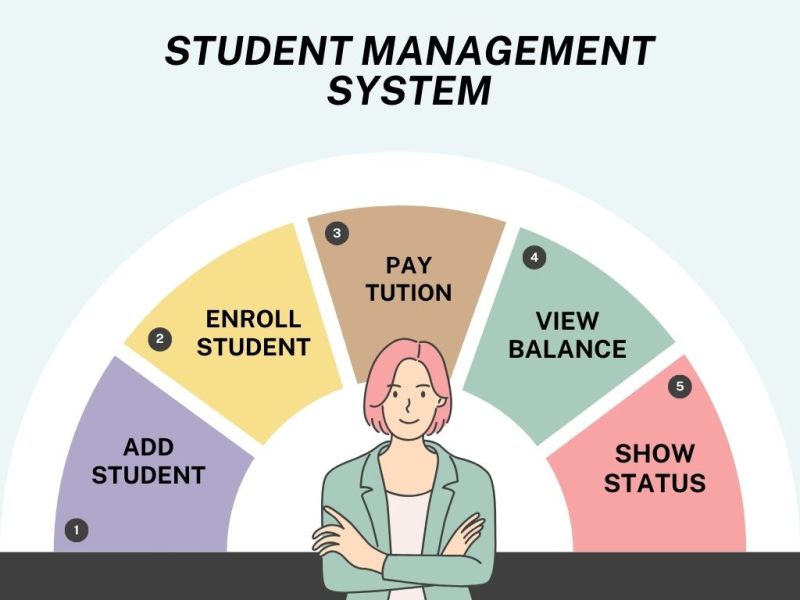 STUDENT MANAGEMENT
SYSTEM
1
ADD
STUDENT
2
ENROLL
STUDENT
3
PAY
TUTION
4
VIEW
BALANCE
5
SHOW
STATUS